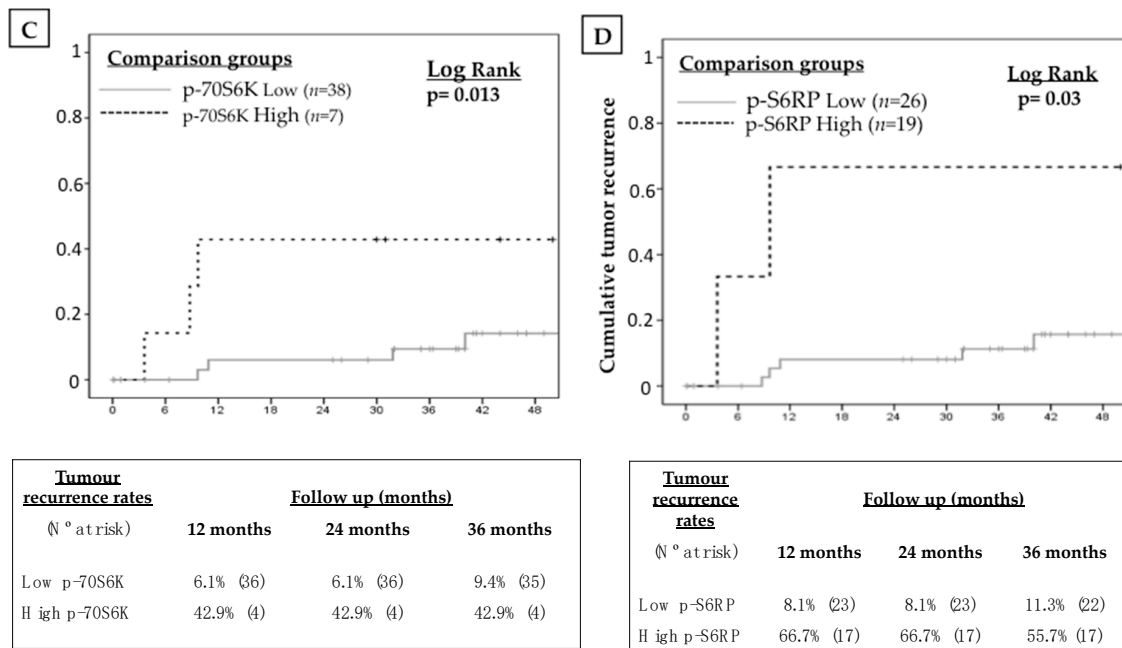 C
Comparison groups
p-70S6K Low (n=38)
p-70S6K High (n=7)
Log Rank
p= 0.013
1
0.8
0.6
0.4
0.2
0
0 6 12 18 24 30 36 42 48
D
Comparison groups
p-S6RP Low (n=26)
p-S6RP High (n=19)
Log Rank
p= 0.03
Cumulative tumor recurrence
1
0.8
0.6
0.4
0.2
0
0 6 12 18 24 30 36 42 48
Tumour
recurrence rates
Follow up (months)
(Nº at risk) 12 months 24 months 36 months
Low p-70S6K 6.1% (36) 6.1% (36) 9.4% (35)
High p-70S6K 42.9% (4) 42.9% (4) 42.9% (4)
Tumour
recurrence
rates
Follow up (months)
(Nº at risk) 12 months 24 months 36 months
Low p-S6RP 8.1% (23) 8.1% (23) 11.3% (22)
High p-S6RP 66.7% (17) 66.7% (17) 55.7% (17)